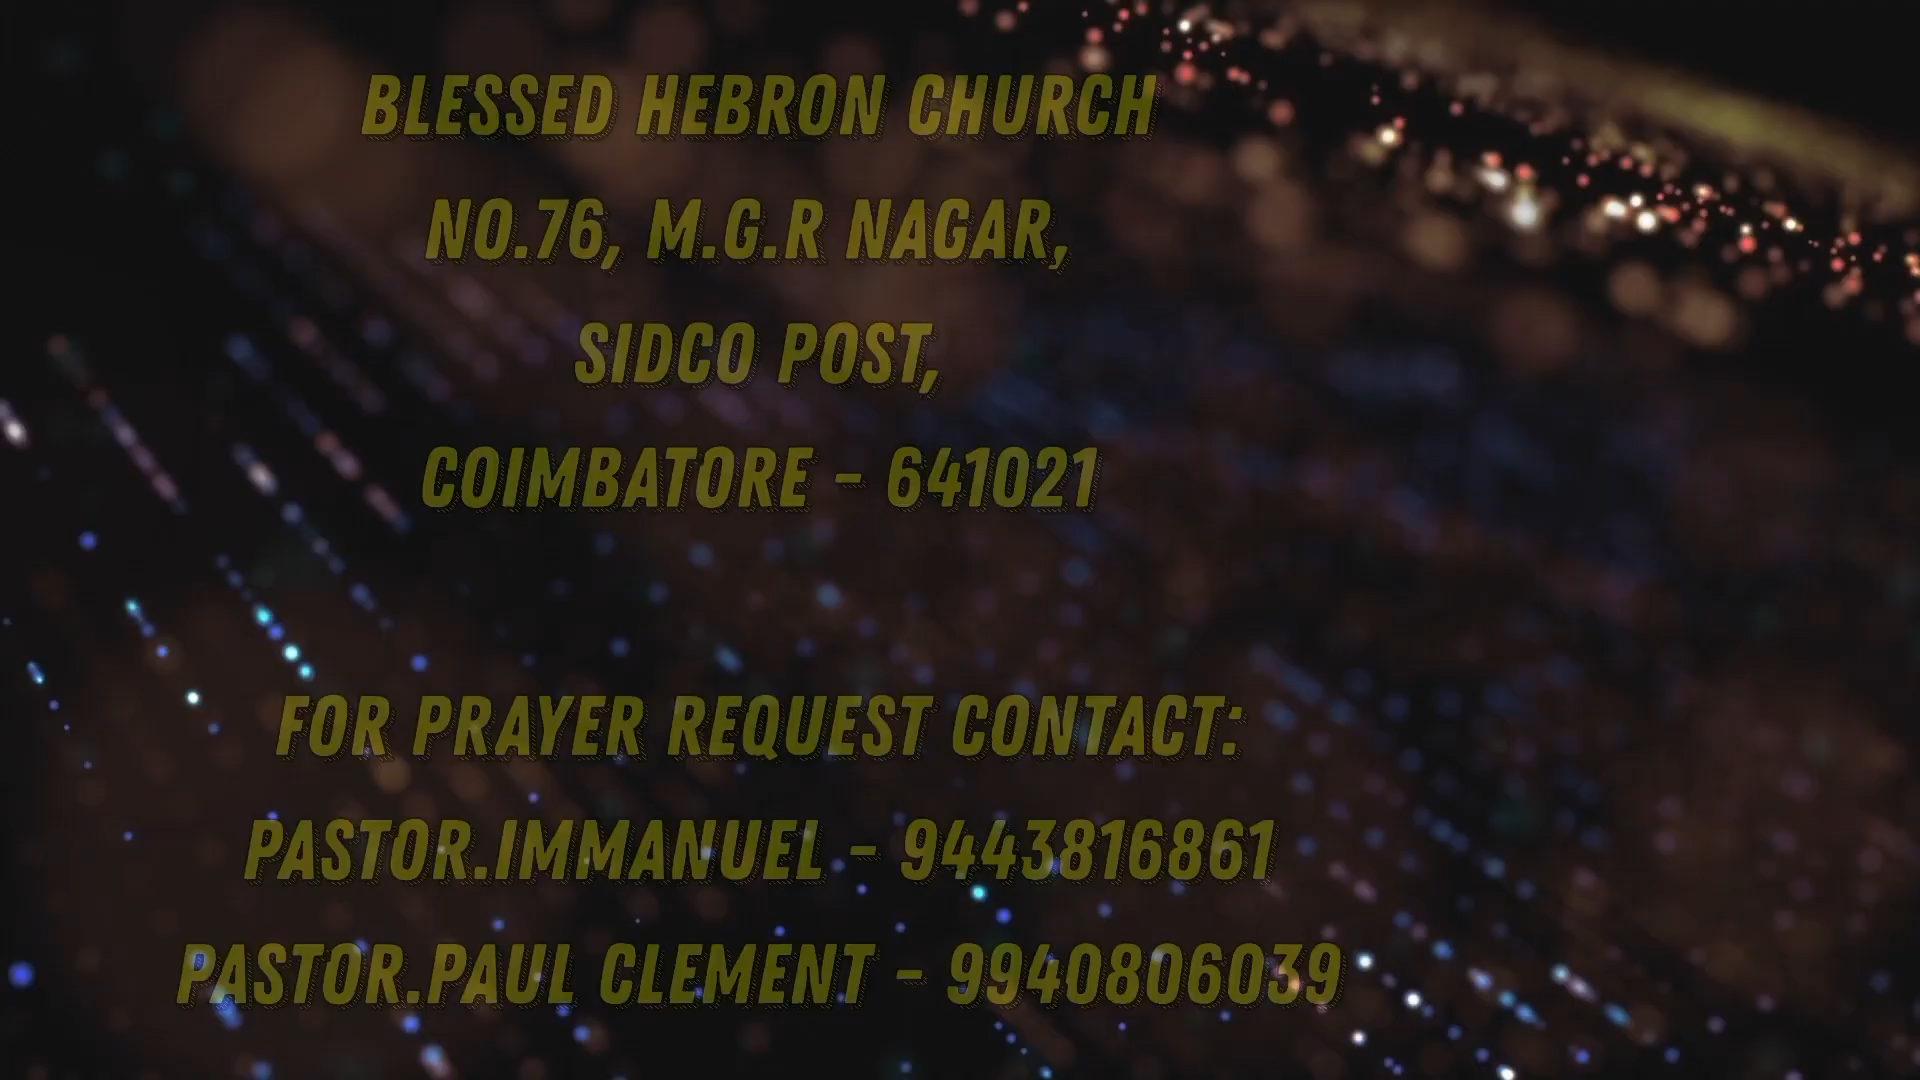 BLESSED HEBRON CHURCH
NO.76, M.G.R NAGAR,
SIDCO POST,
COIMBATORE - 641021
FOR PRAYER REQUEST CONTACT:
PASTOR.IMMANUEL - 9443816861
PASTOR.PAUL CLEMENT - 9940806039